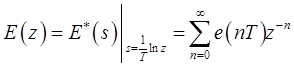 E(z) = E*(s)|_{s=\frac{1}{T}\ln z} = \sum_{n=0}^{\infty} e(nT)z^{-n}